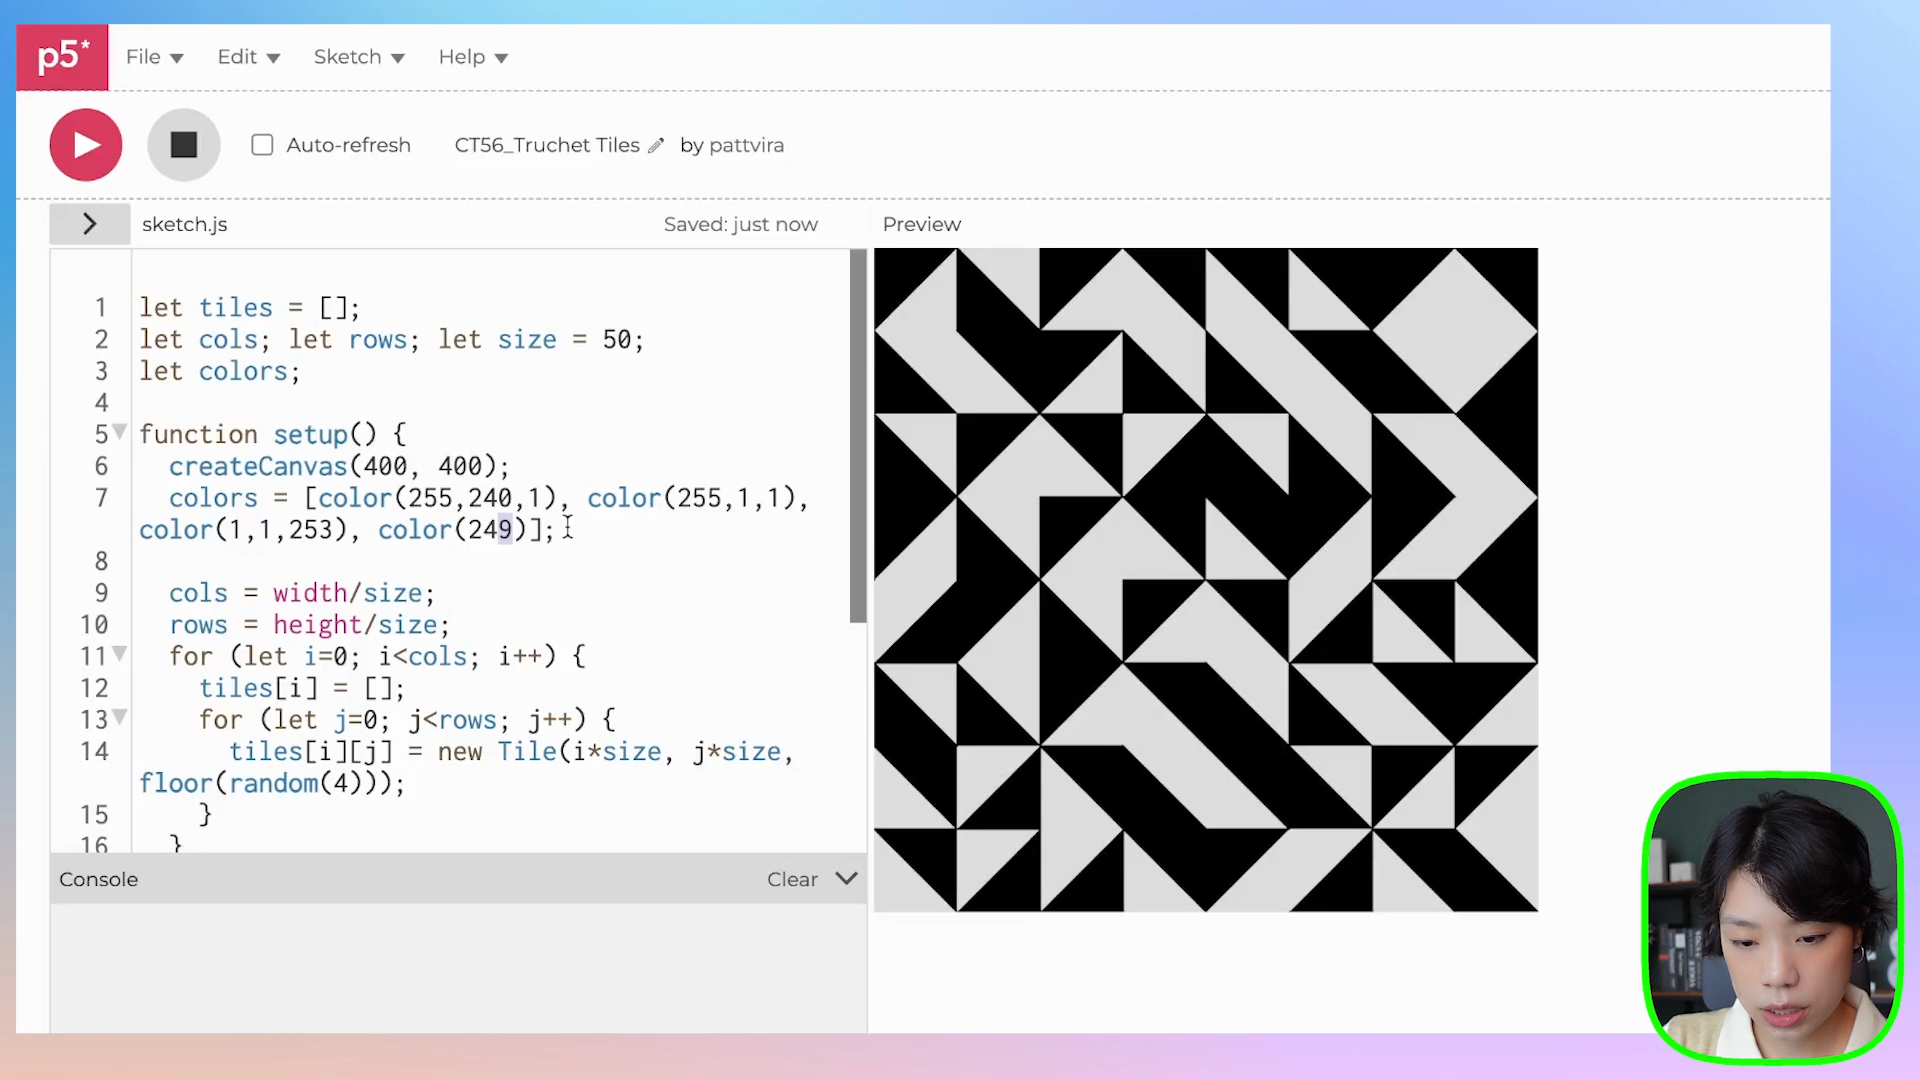 p5*
File Edit Sketch Help
Auto-refresh CT56_Truchet Tiles by pattvira
sketch.js Saved: just now Preview
1 let tiles = [];
2 let cols; let rows; let size = 50;
3 let colors;
4
5 function setup() {
6 createCanvas(400, 400);
7 colors = [color(255,240,1), color(255,1,1),
color(1,1,253), color(249)];
8
9 cols = width/size;
10 rows = height/size;
11 for (let i=0; i<cols; i++) {
12 tiles[i] = [];
13 for (let j=0; j<rows; j++) {
14 tiles[i][j] = new Tile(i*size, j*size,
floor(random(4)));
15 }
16 }
Console Clear